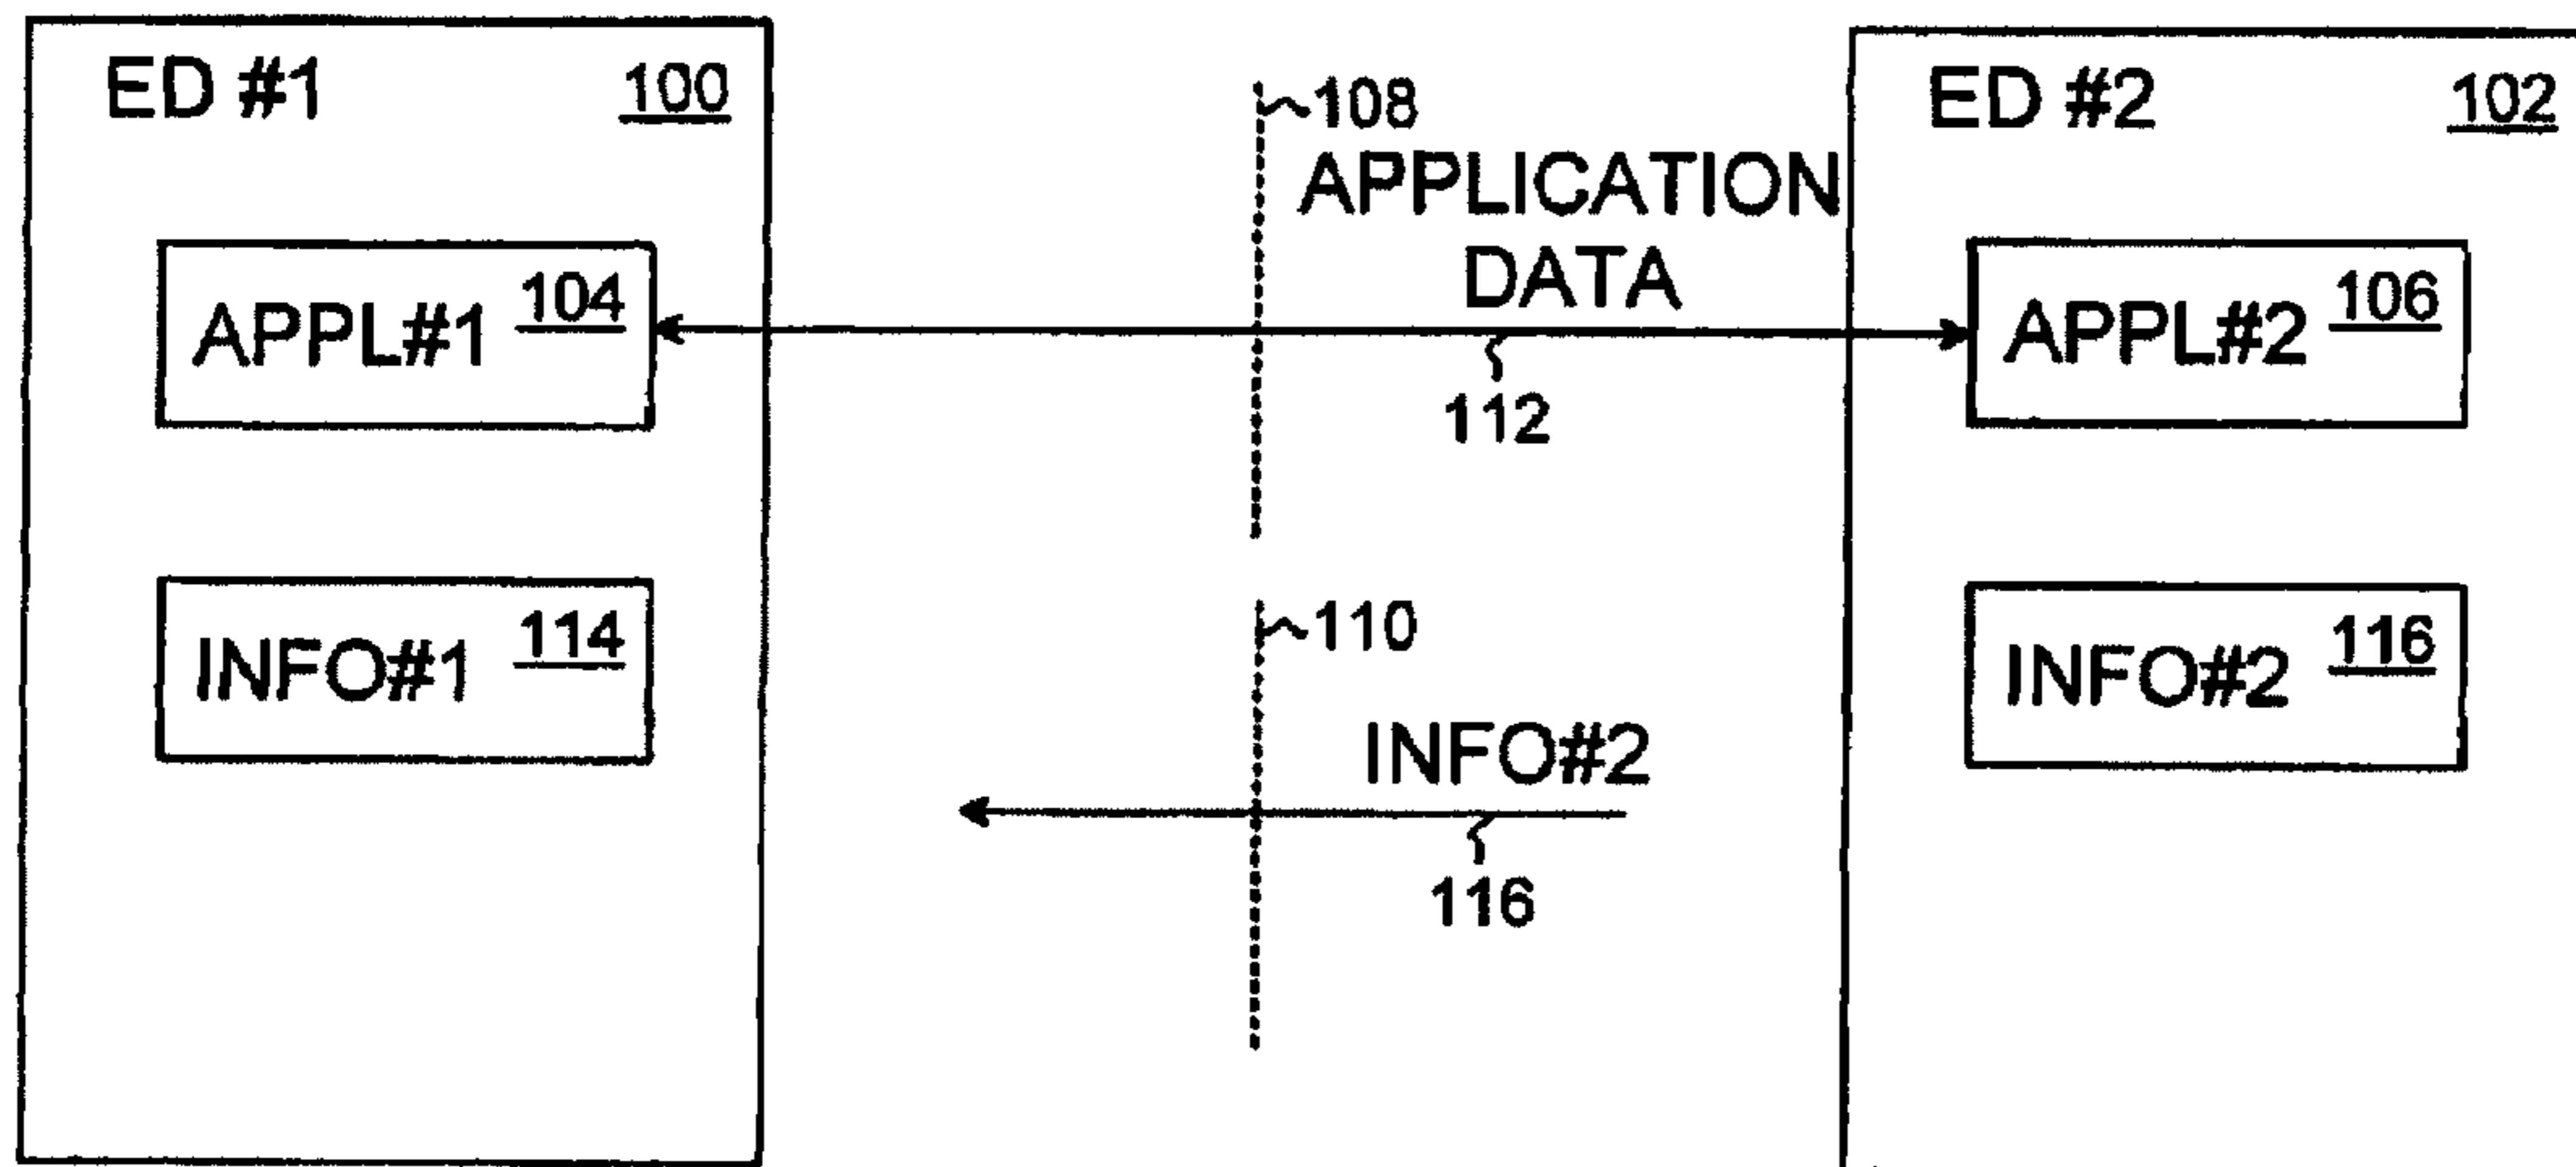 ED #1 100
APPL#1 104
INFO#1 114
108
APPLICATION
DATA
112
110
INFO#2
116
ED #2 102
APPL#2 106
INFO#2 116